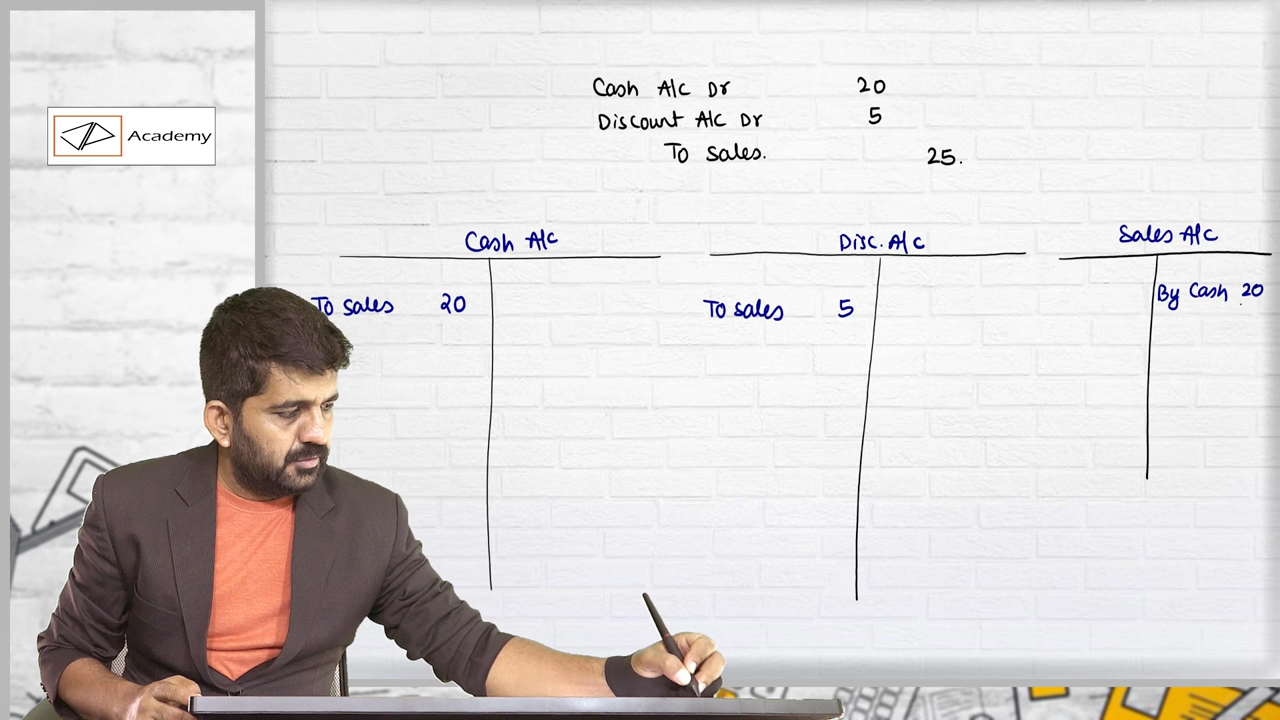 Academy
Cash A/c Dr 20
Discount A/c Dr 5
To Sales. 25.
Cash A/c
To Sales 20
Disc. A/c
To Sales 5
Sales A/c
By Cash 20